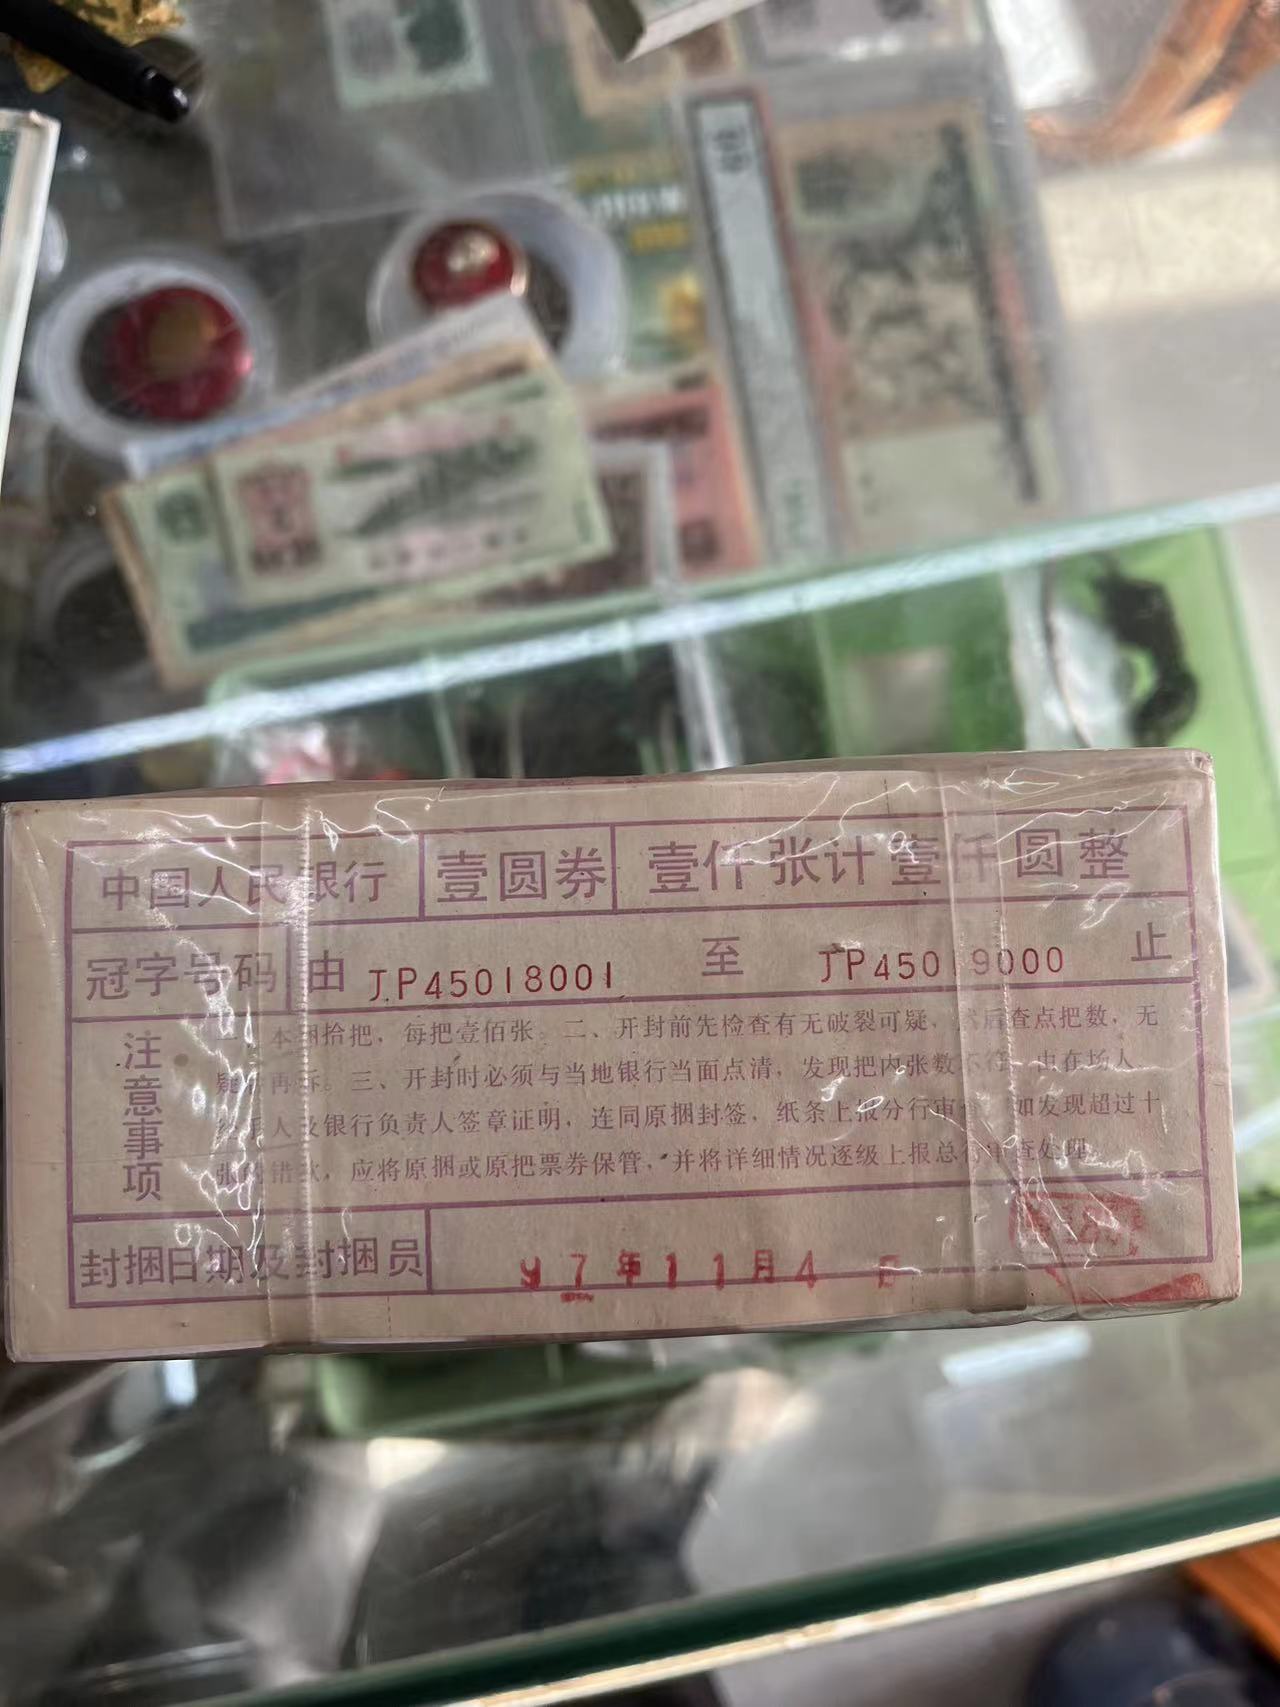 中国人民银行 壹圆券 壹仟张计壹仟圆整
冠字号码 由 JP45018001 至 JP45019000 止
注意事项
一、本捆拾把，每把壹佰张。二、开封前先检查有无破裂可疑，然后查点把数，无
疑后再拆。三、开封时必须与当地银行当面点清，发现把内张数不符，由在场人
人及银行负责人签章证明，连同原捆封签，纸条上报分行审查，如发现超过十
张的错款，应将原捆或原把票券保管，并将详细情况逐级上报总行审查处理。
封捆日期及封捆员 97年11月4日